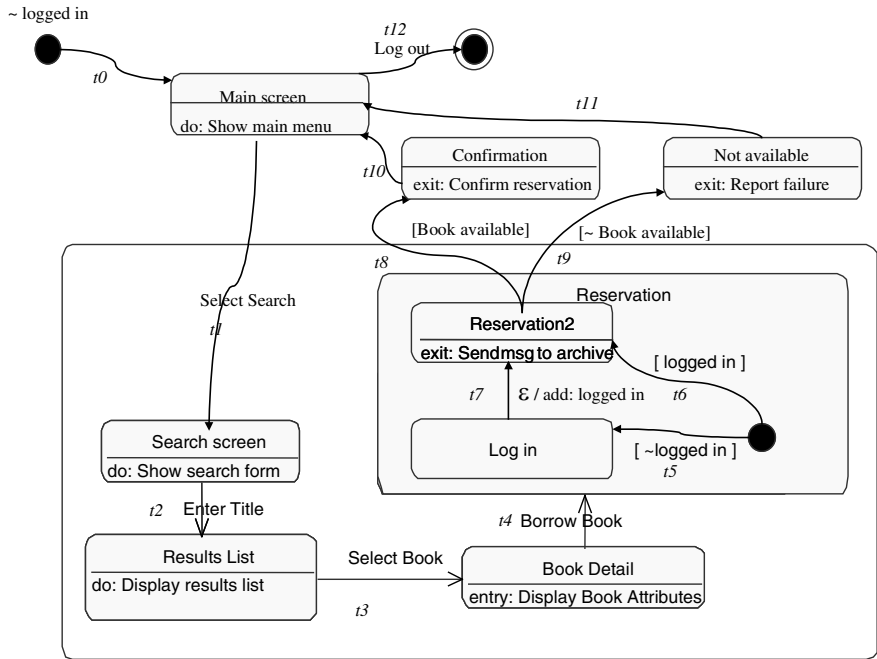 ~ logged in
t0
t12
Log out
Main screen
do: Show main menu
t11
t10
Confirmation
exit: Confirm reservation
Not available
exit: Report failure
[Book available]
[~ Book available]
t8
t9
Select Search
t1
Reservation
Reservation2
exit: Sendmsg to archive
[ logged in ]
t6
t7
ε / add: logged in
Log in
[ ~logged in ]
t5
Search screen
do: Show search form
t2
Enter Title
t4
Borrow Book
Results List
do: Display results list
Select Book
t3
Book Detail
entry: Display Book Attributes